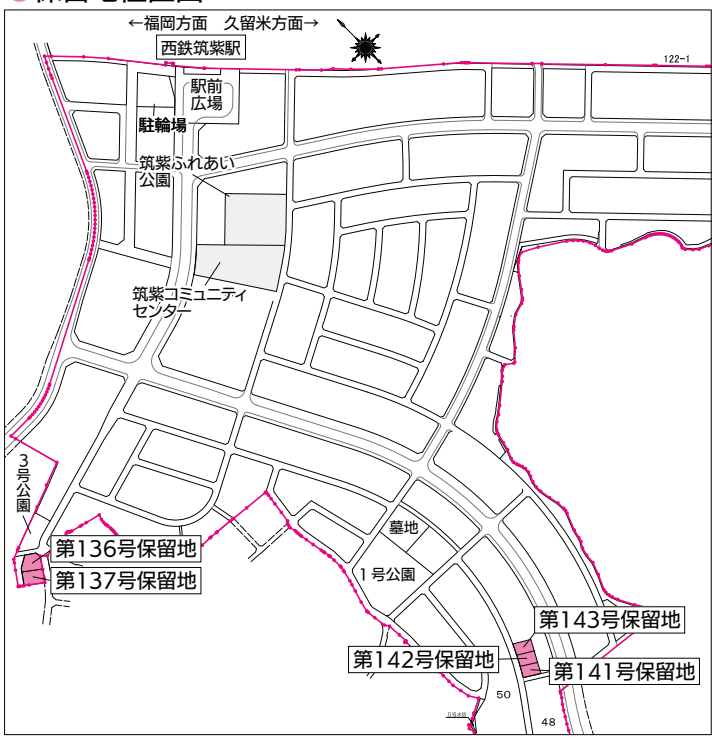 ←福岡方面 久留米方面→
西鉄筑紫駅
122-1
駅前
広場
駐輪場
筑紫ふれあい
公園
筑紫コミュニティ
センター
3号公園
第136号保留地
第137号保留地
墓地
1号公園
第143号保留地
第142号保留地
第141号保留地
50
48